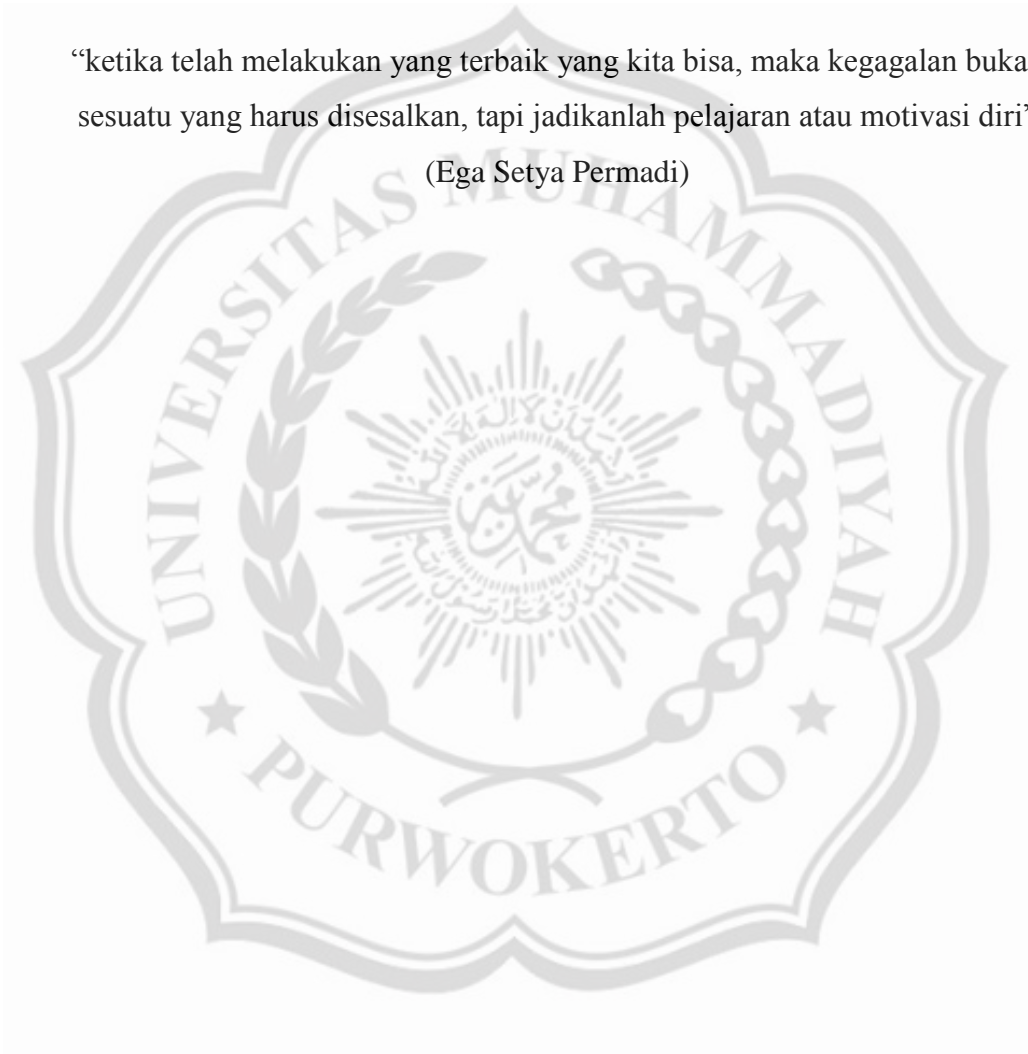 “ketika telah melakukan yang terbaik yang kita bisa, maka kegagalan buka
sesuatu yang harus disesalkan, tapi jadikanlah pelajaran atau motivasi diri”
(Ega Setya Permadi)
UNIVERSITAS MUHAMMADIYAH
PURWOKERTO